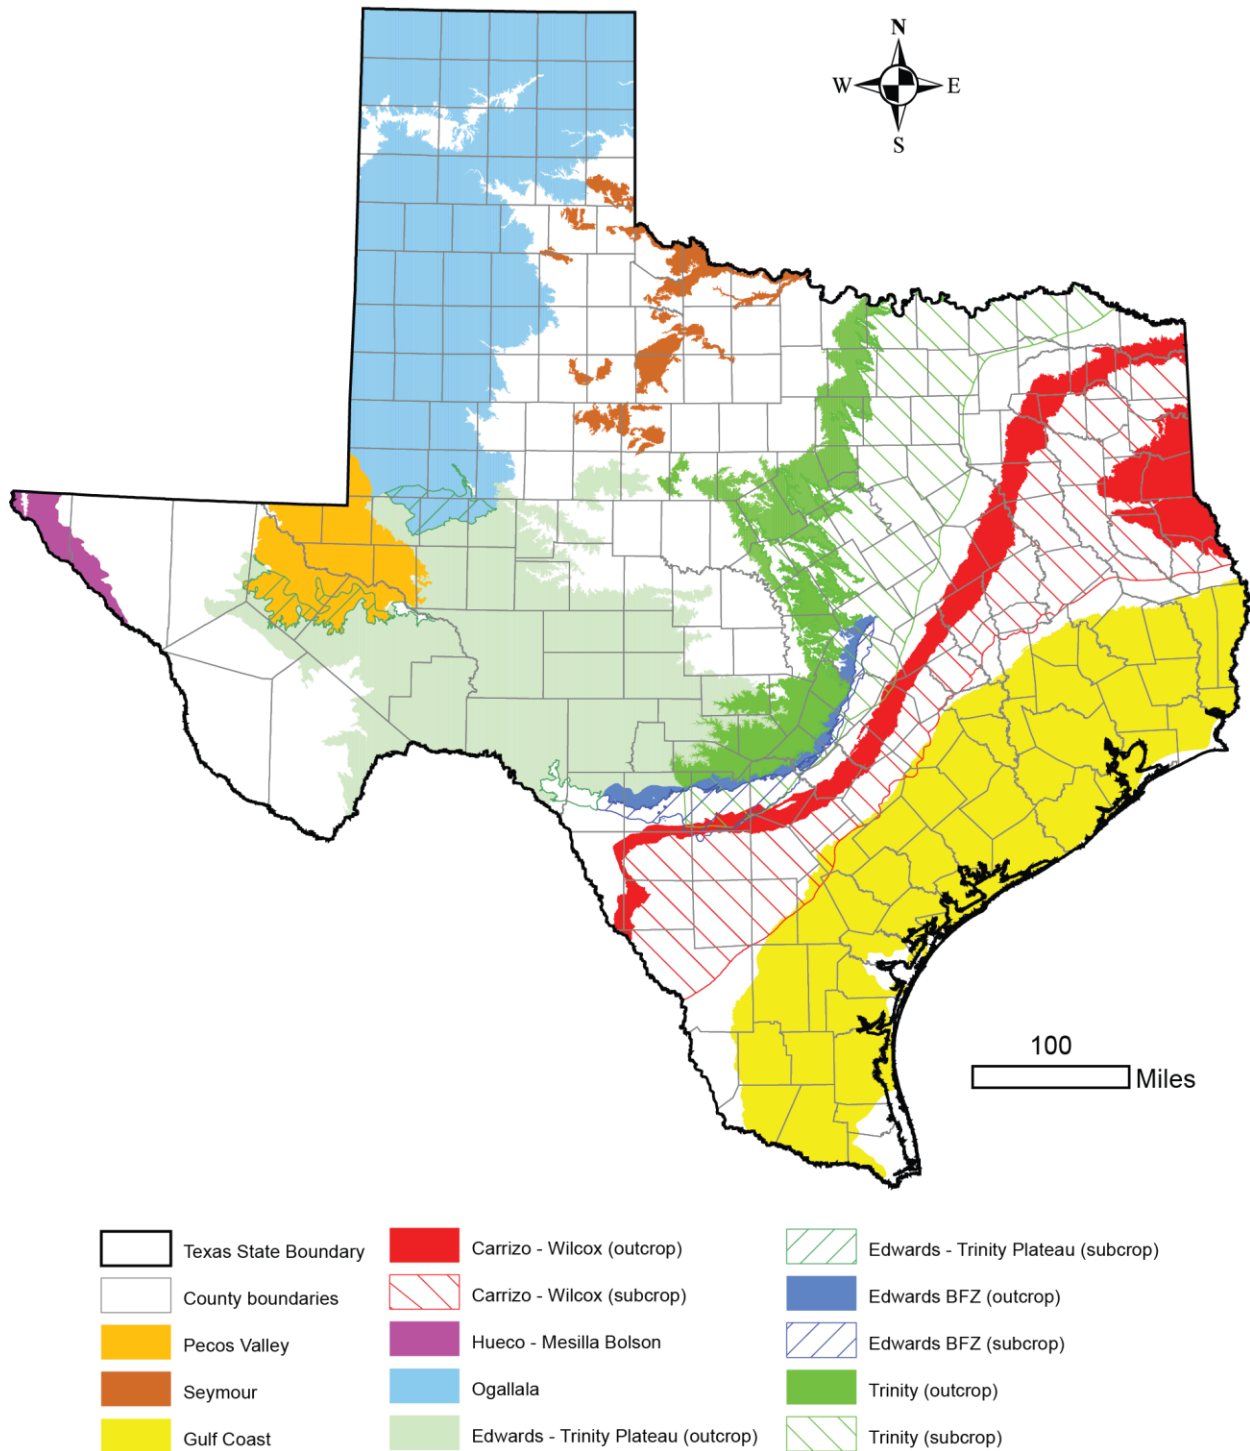 N
W E
S
100
Miles
Texas State Boundary
County boundaries
Pecos Valley
Seymour
Gulf Coast
Carrizo - Wilcox (outcrop)
Carrizo - Wilcox (subcrop)
Hueco - Mesilla Bolson
Ogallala
Edwards - Trinity Plateau (outcrop)
Edwards - Trinity Plateau (subcrop)
Edwards BFZ (outcrop)
Edwards BFZ (subcrop)
Trinity (outcrop)
Trinity (subcrop)